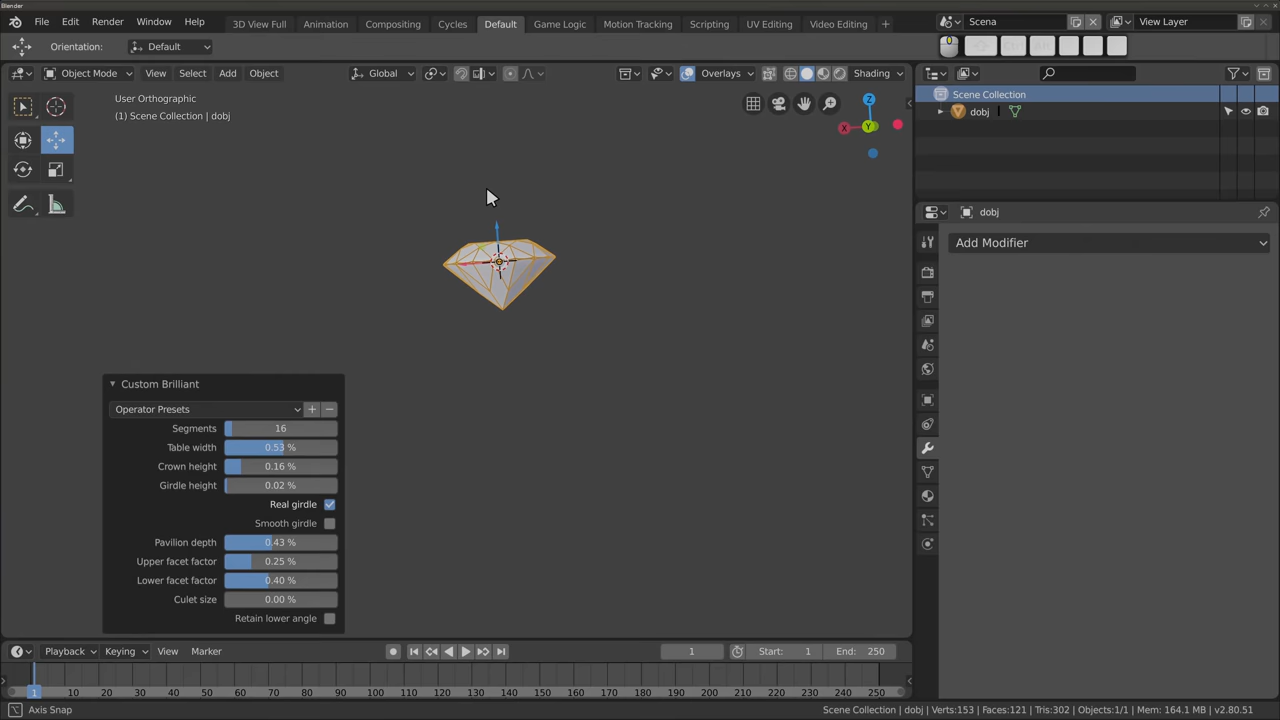 Blender
File Edit Render Window Help
3D View Full Animation Compositing Cycles Default Game Logic Motion Tracking Scripting UV Editing Video Editing +
Scena View Layer
Orientation: Default
Object Mode View Select Add Object Global Overlays Shading
User Orthographic
(1) Scene Collection | dobj
Z
X
Y
Scene Collection
dobj
dobj
Add Modifier
Custom Brilliant
Operator Presets
Segments 16
Table width 0.53 %
Crown height 0.16 %
Girdle height 0.02 %
Real girdle
Smooth girdle
Pavilion depth 0.43 %
Upper facet factor 0.25 %
Lower facet factor 0.40 %
Culet size 0.00 %
Retain lower angle
Playback Keying View Marker 1 Start: 1 End: 250
1 10 20 30 40 50 60 70 80 90 100 110 120 130 140 150 160 170 180 190 200 210 220 230 240 250
Axis Snap
Scene Collection | dobj | Verts:153 | Faces:121 | Tris:302 | Objects:1/1 | Mem: 164.1 MB | v2.80.51